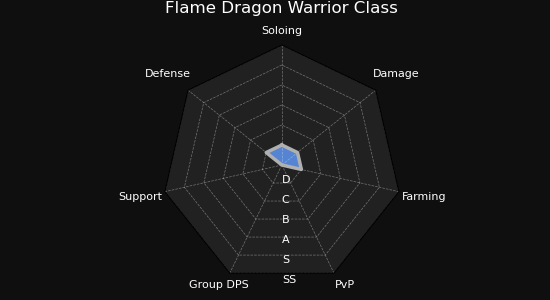 Flame Dragon Warrior Class
Soloing
Defense
Damage
Support
Farming
D
C
B
A
S
SS
Group DPS
PvP